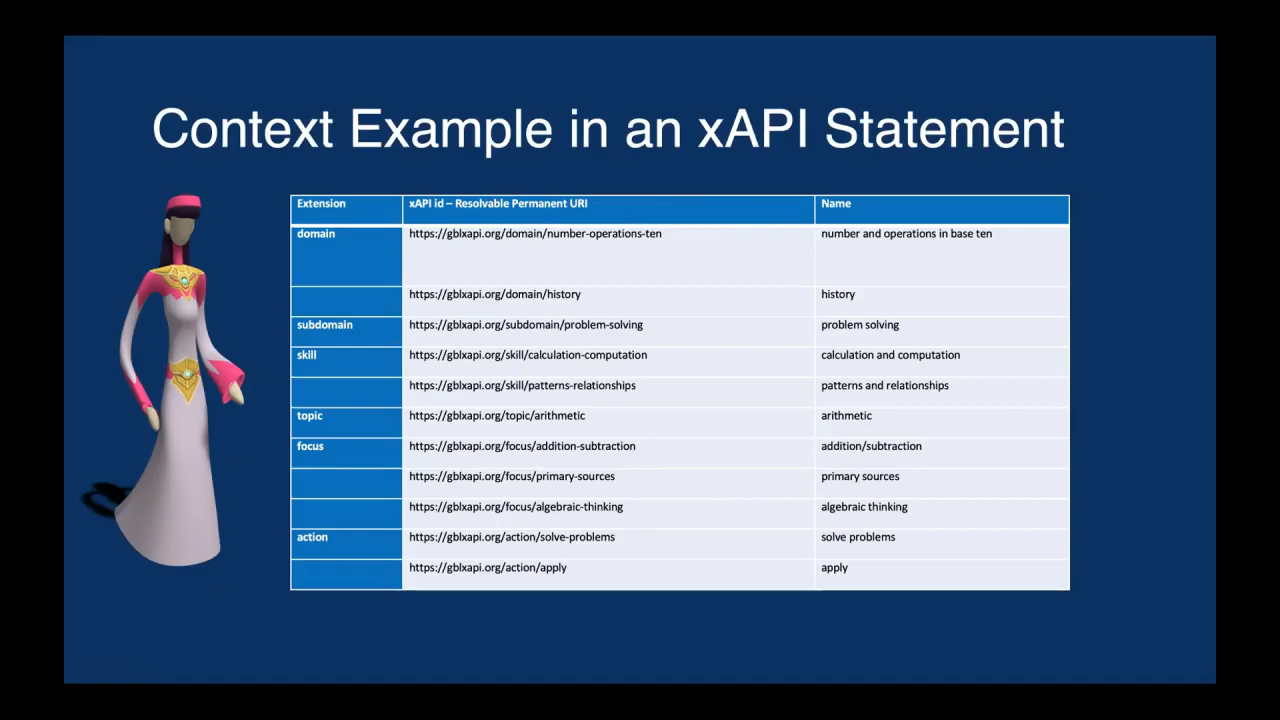 Context Example in an xAPI Statement
Extension xAPI id – Resolvable Permanent URI Name
domain https://gblxapi.org/domain/number-operations-ten number and operations in base ten
https://gblxapi.org/domain/history history
subdomain https://gblxapi.org/subdomain/problem-solving problem solving
skill https://gblxapi.org/skill/calculation-computation calculation and computation
https://gblxapi.org/skill/patterns-relationships patterns and relationships
topic https://gblxapi.org/topic/arithmetic arithmetic
focus https://gblxapi.org/focus/addition-subtraction addition/subtraction
https://gblxapi.org/focus/primary-sources primary sources
https://gblxapi.org/focus/algebraic-thinking algebraic thinking
action https://gblxapi.org/action/solve-problems solve problems
https://gblxapi.org/action/apply apply